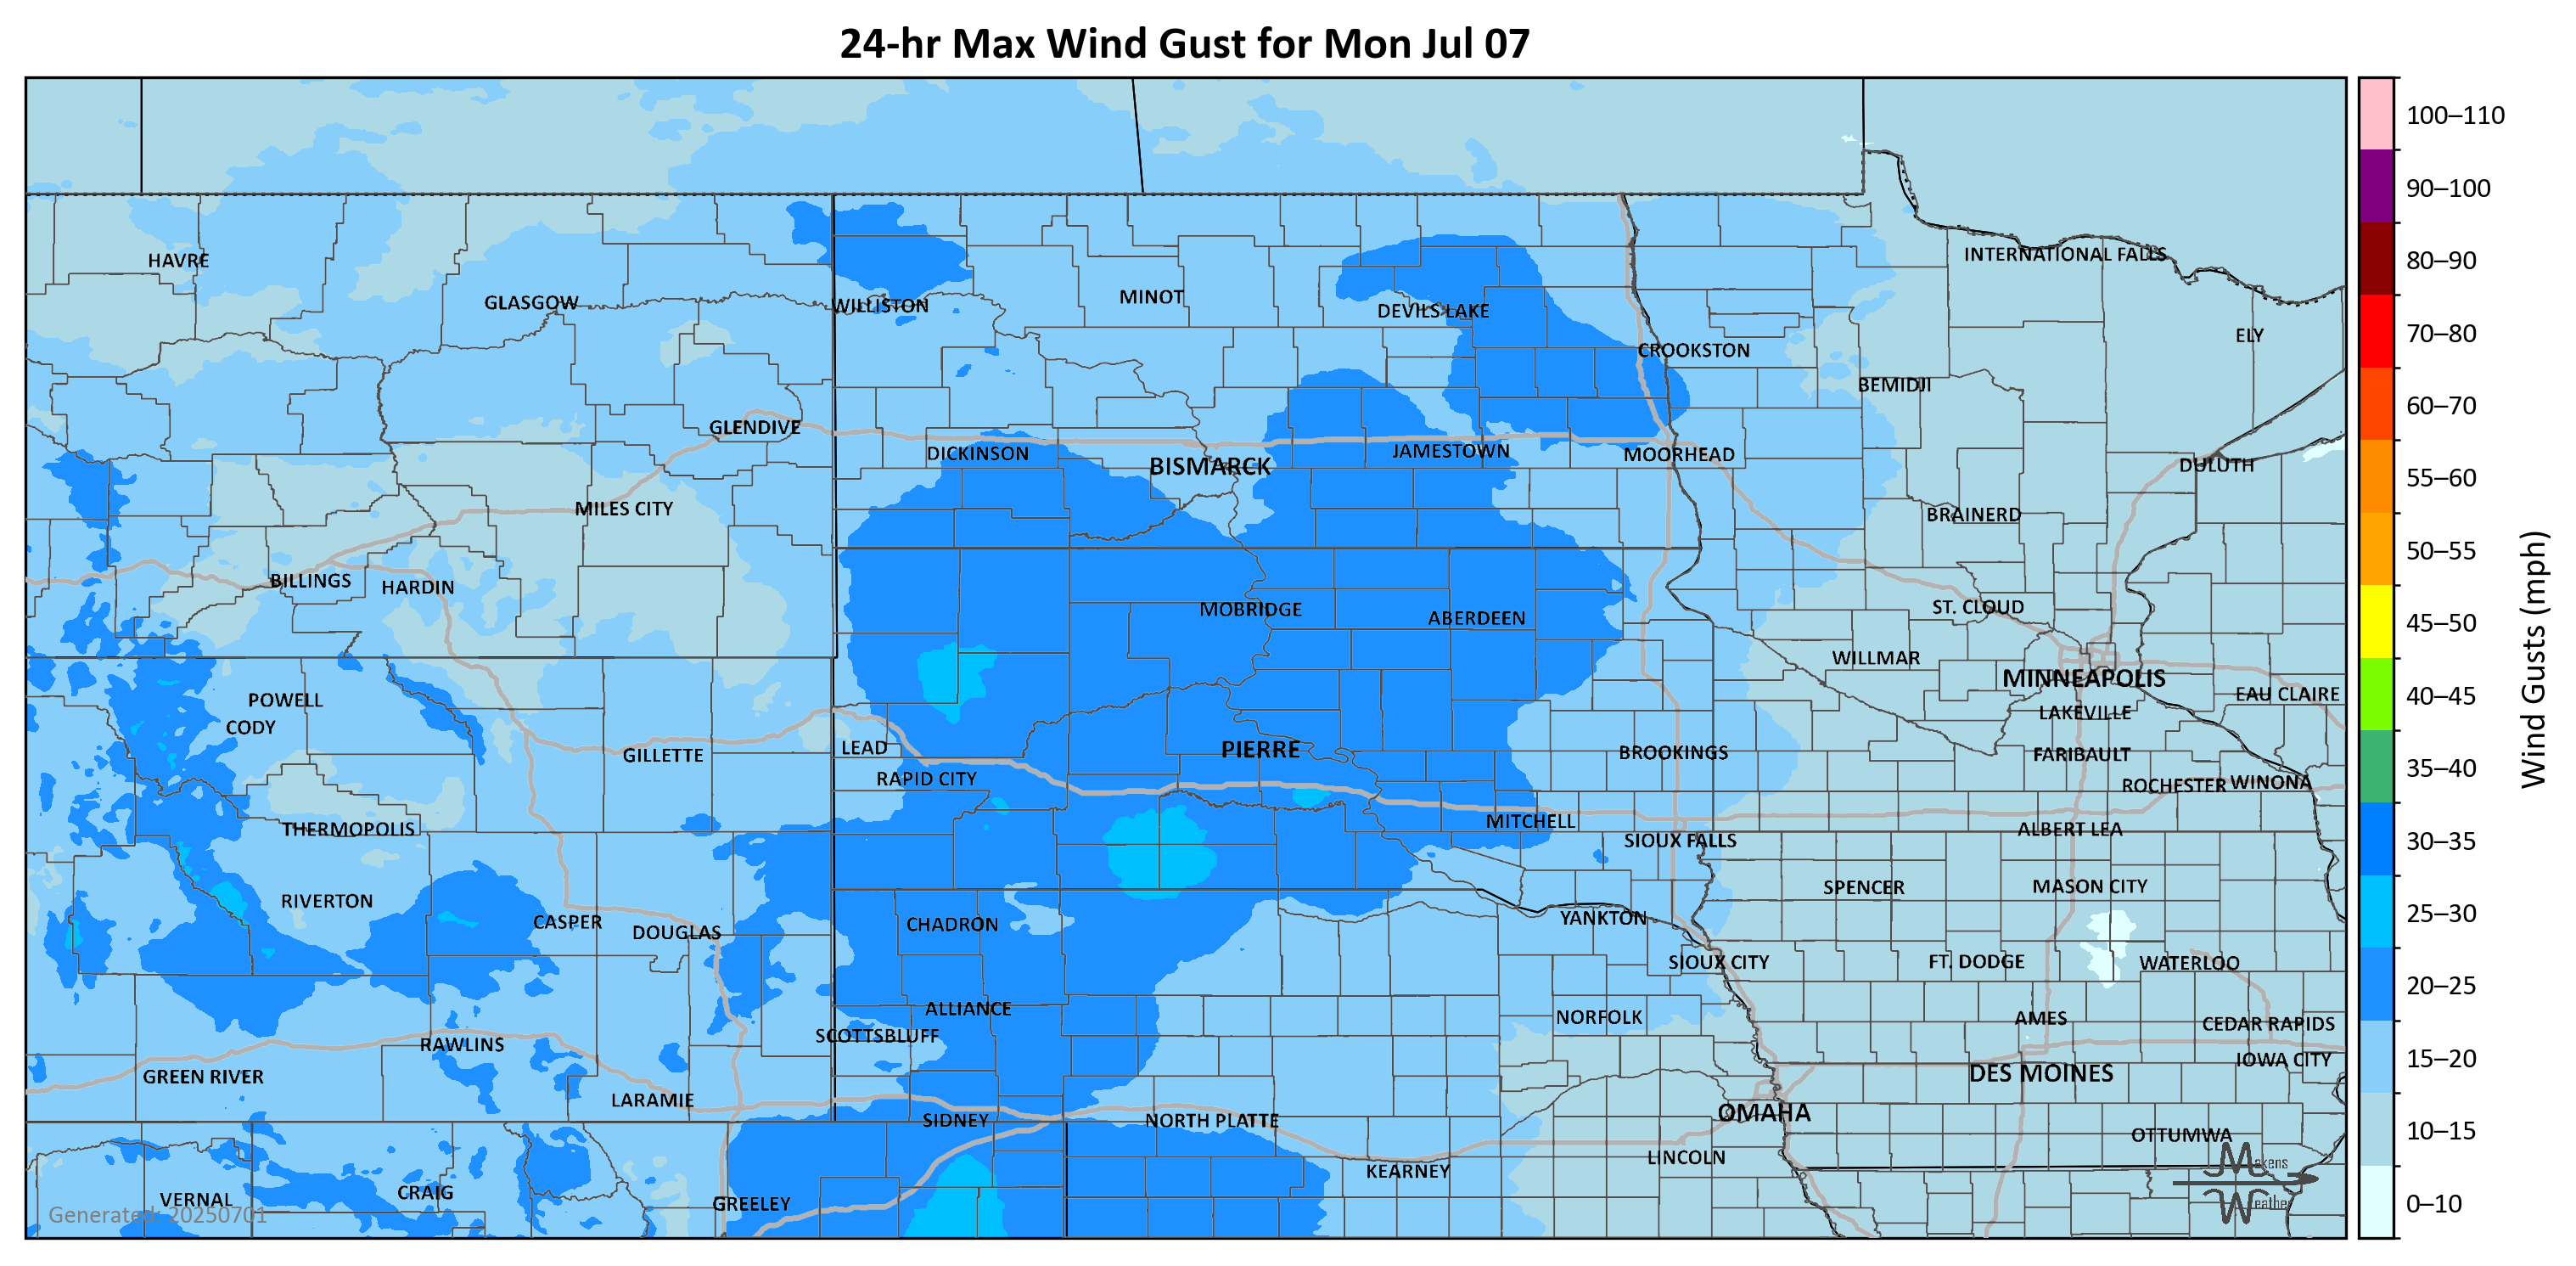 24-hr Max Wind Gust for Mon Jul 07
100–110
90–100
80–90
70–80
60–70
55–60
50–55
45–50
40–45
35–40
30–35
25–30
20–25
15–20
10–15
0–10
Wind Gusts (mph)
HAVRE
INTERNATIONAL FALLS
GLASGOW
WILLISTON
MINOT
DEVILS LAKE
ELY
CROOKSTON
BEMIDJI
GLENDIVE
DICKINSON
BISMARCK
JAMESTOWN
MOORHEAD
DULUTH
MILES CITY
BRAINERD
BILLINGS
HARDIN
MOBRIDGE
ABERDEEN
ST. CLOUD
WILLMAR
MINNEAPOLIS
EAU CLAIRE
POWELL
CODY
LAKEVILLE
GILLETTE
LEAD
PIERRE
BROOKINGS
FARIBAULT
RAPID CITY
ROCHESTER
WINONA
THERMOPOLIS
MITCHELL
SIOUX FALLS
ALBERT LEA
RIVERTON
SPENCER
MASON CITY
CASPER
DOUGLAS
CHADRON
YANKTON
SIOUX CITY
FT. DODGE
WATERLOO
ALLIANCE
NORFOLK
AMES
CEDAR RAPIDS
SCOTTSBLUFF
RAWLINS
IOWA CITY
GREEN RIVER
DES MOINES
LARAMIE
SIDNEY
NORTH PLATTE
OMAHA
OTTUMWA
LINCOLN
KEARNEY
VERNAL
CRAIG
GREELEY
Makens
Weather
Generated: 20250701